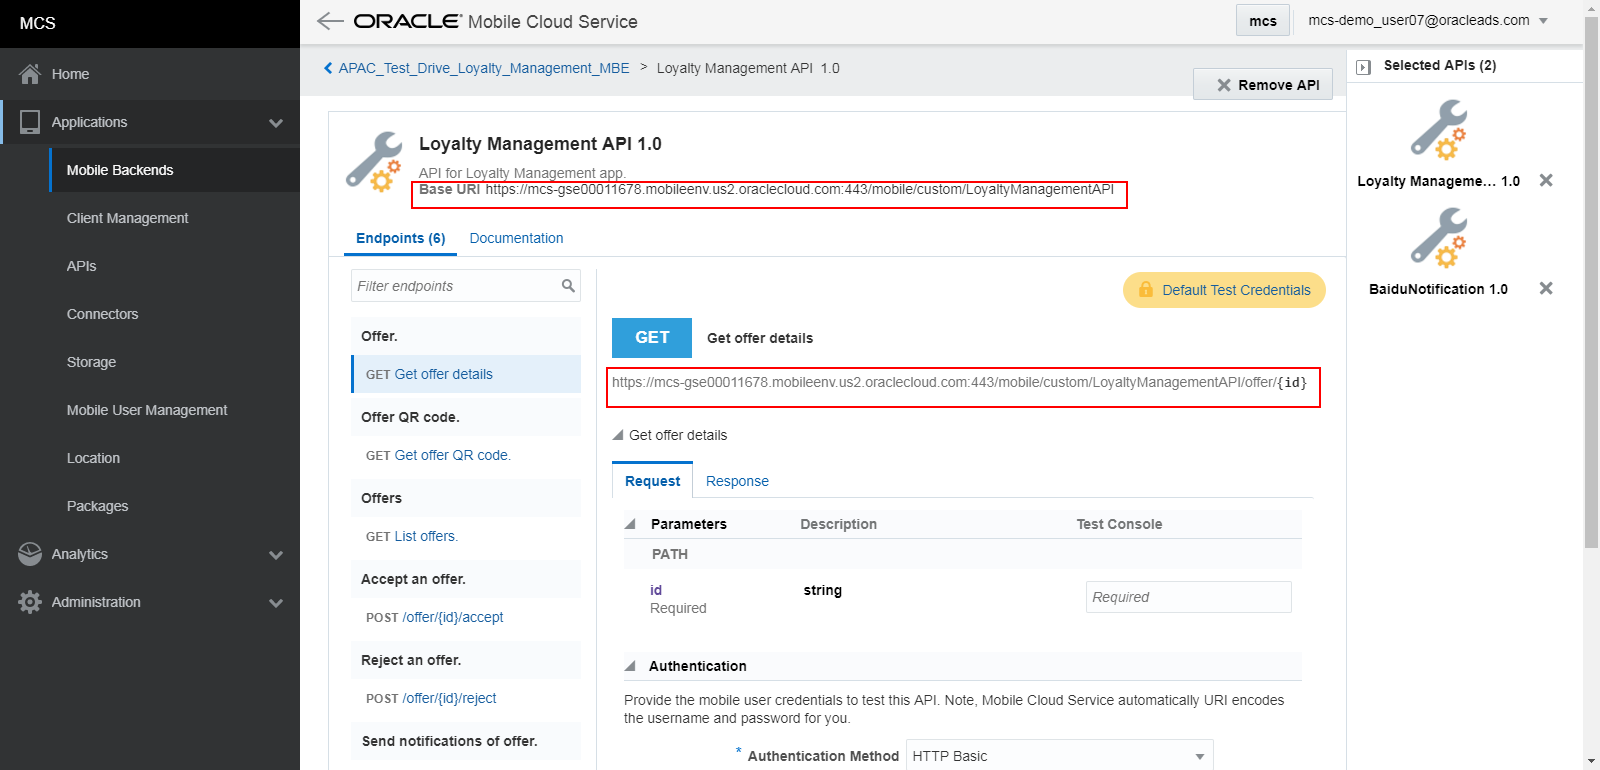 MCS
Home
Applications
Mobile Backends
Client Management
APIs
Connectors
Storage
Mobile User Management
Location
Packages
Analytics
Administration
ORACLE Mobile Cloud Service
mcs
mcs-demo_user07@oracleads.com
APAC_Test_Drive_Loyalty_Management_MBE > Loyalty Management API 1.0
Remove API
Loyalty Management API 1.0
API for Loyalty Management app.
Base URI https://mcs-gse00011678.mobileenv.us2.oraclecloud.com:443/mobile/custom/LoyaltyManagementAPI
Endpoints (6) Documentation
Filter endpoints
Offer.
GET Get offer details
Offer QR code.
GET Get offer QR code.
Offers
GET List offers.
Accept an offer.
POST /offer/{id}/accept
Reject an offer.
POST /offer/{id}/reject
Send notifications of offer.
Default Test Credentials
GET Get offer details
https://mcs-gse00011678.mobileenv.us2.oraclecloud.com:443/mobile/custom/LoyaltyManagementAPI/offer/{id}
Get offer details
Request Response
Parameters Description Test Console
PATH
id string Required
Required
Authentication
Provide the mobile user credentials to test this API. Note, Mobile Cloud Service automatically URI encodes
the username and password for you.
* Authentication Method HTTP Basic
Selected APIs (2)
Loyalty Manageme... 1.0
BaiduNotification 1.0